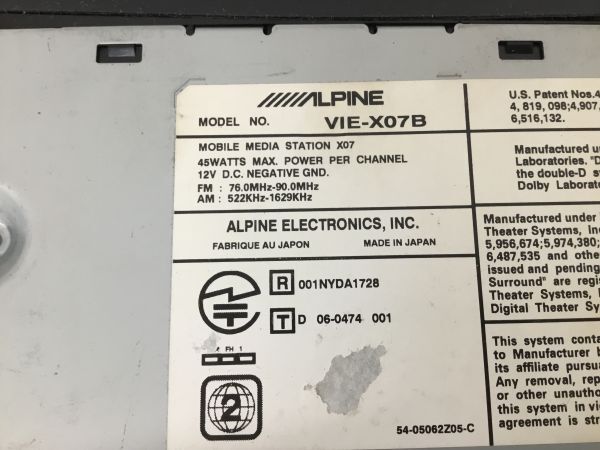 ALPINE
MODEL NO. VIE-X07B
MOBILE MEDIA STATION X07
45WATTS MAX. POWER PER CHANNEL
12V D.C. NEGATIVE GND.
FM : 76.0MHz-90.0MHz
AM : 522KHz-1629KHz
ALPINE ELECTRONICS, INC.
FABRIQUE AU JAPON MADE IN JAPAN
R 001NYDA1728
T D 06-0474 001
FH 1
2
54-05062Z05-C
U.S. Patent Nos.4
4, 819, 098;4,907,
6,516,132.
Manufactured u
Laboratories. "D
the double-D s
Dolby Laborat
Manufactured under
Theater Systems, Inc
5,956,674;5,974,380;
6,487,535 and othe
issued and pending
Surround" are regi
Theater Systems,
Digital Theater Sy
This system conta
to Manufacturer b
its affiliate pursua
Any removal, rep
or other unautho
this system in vi
agreement is str